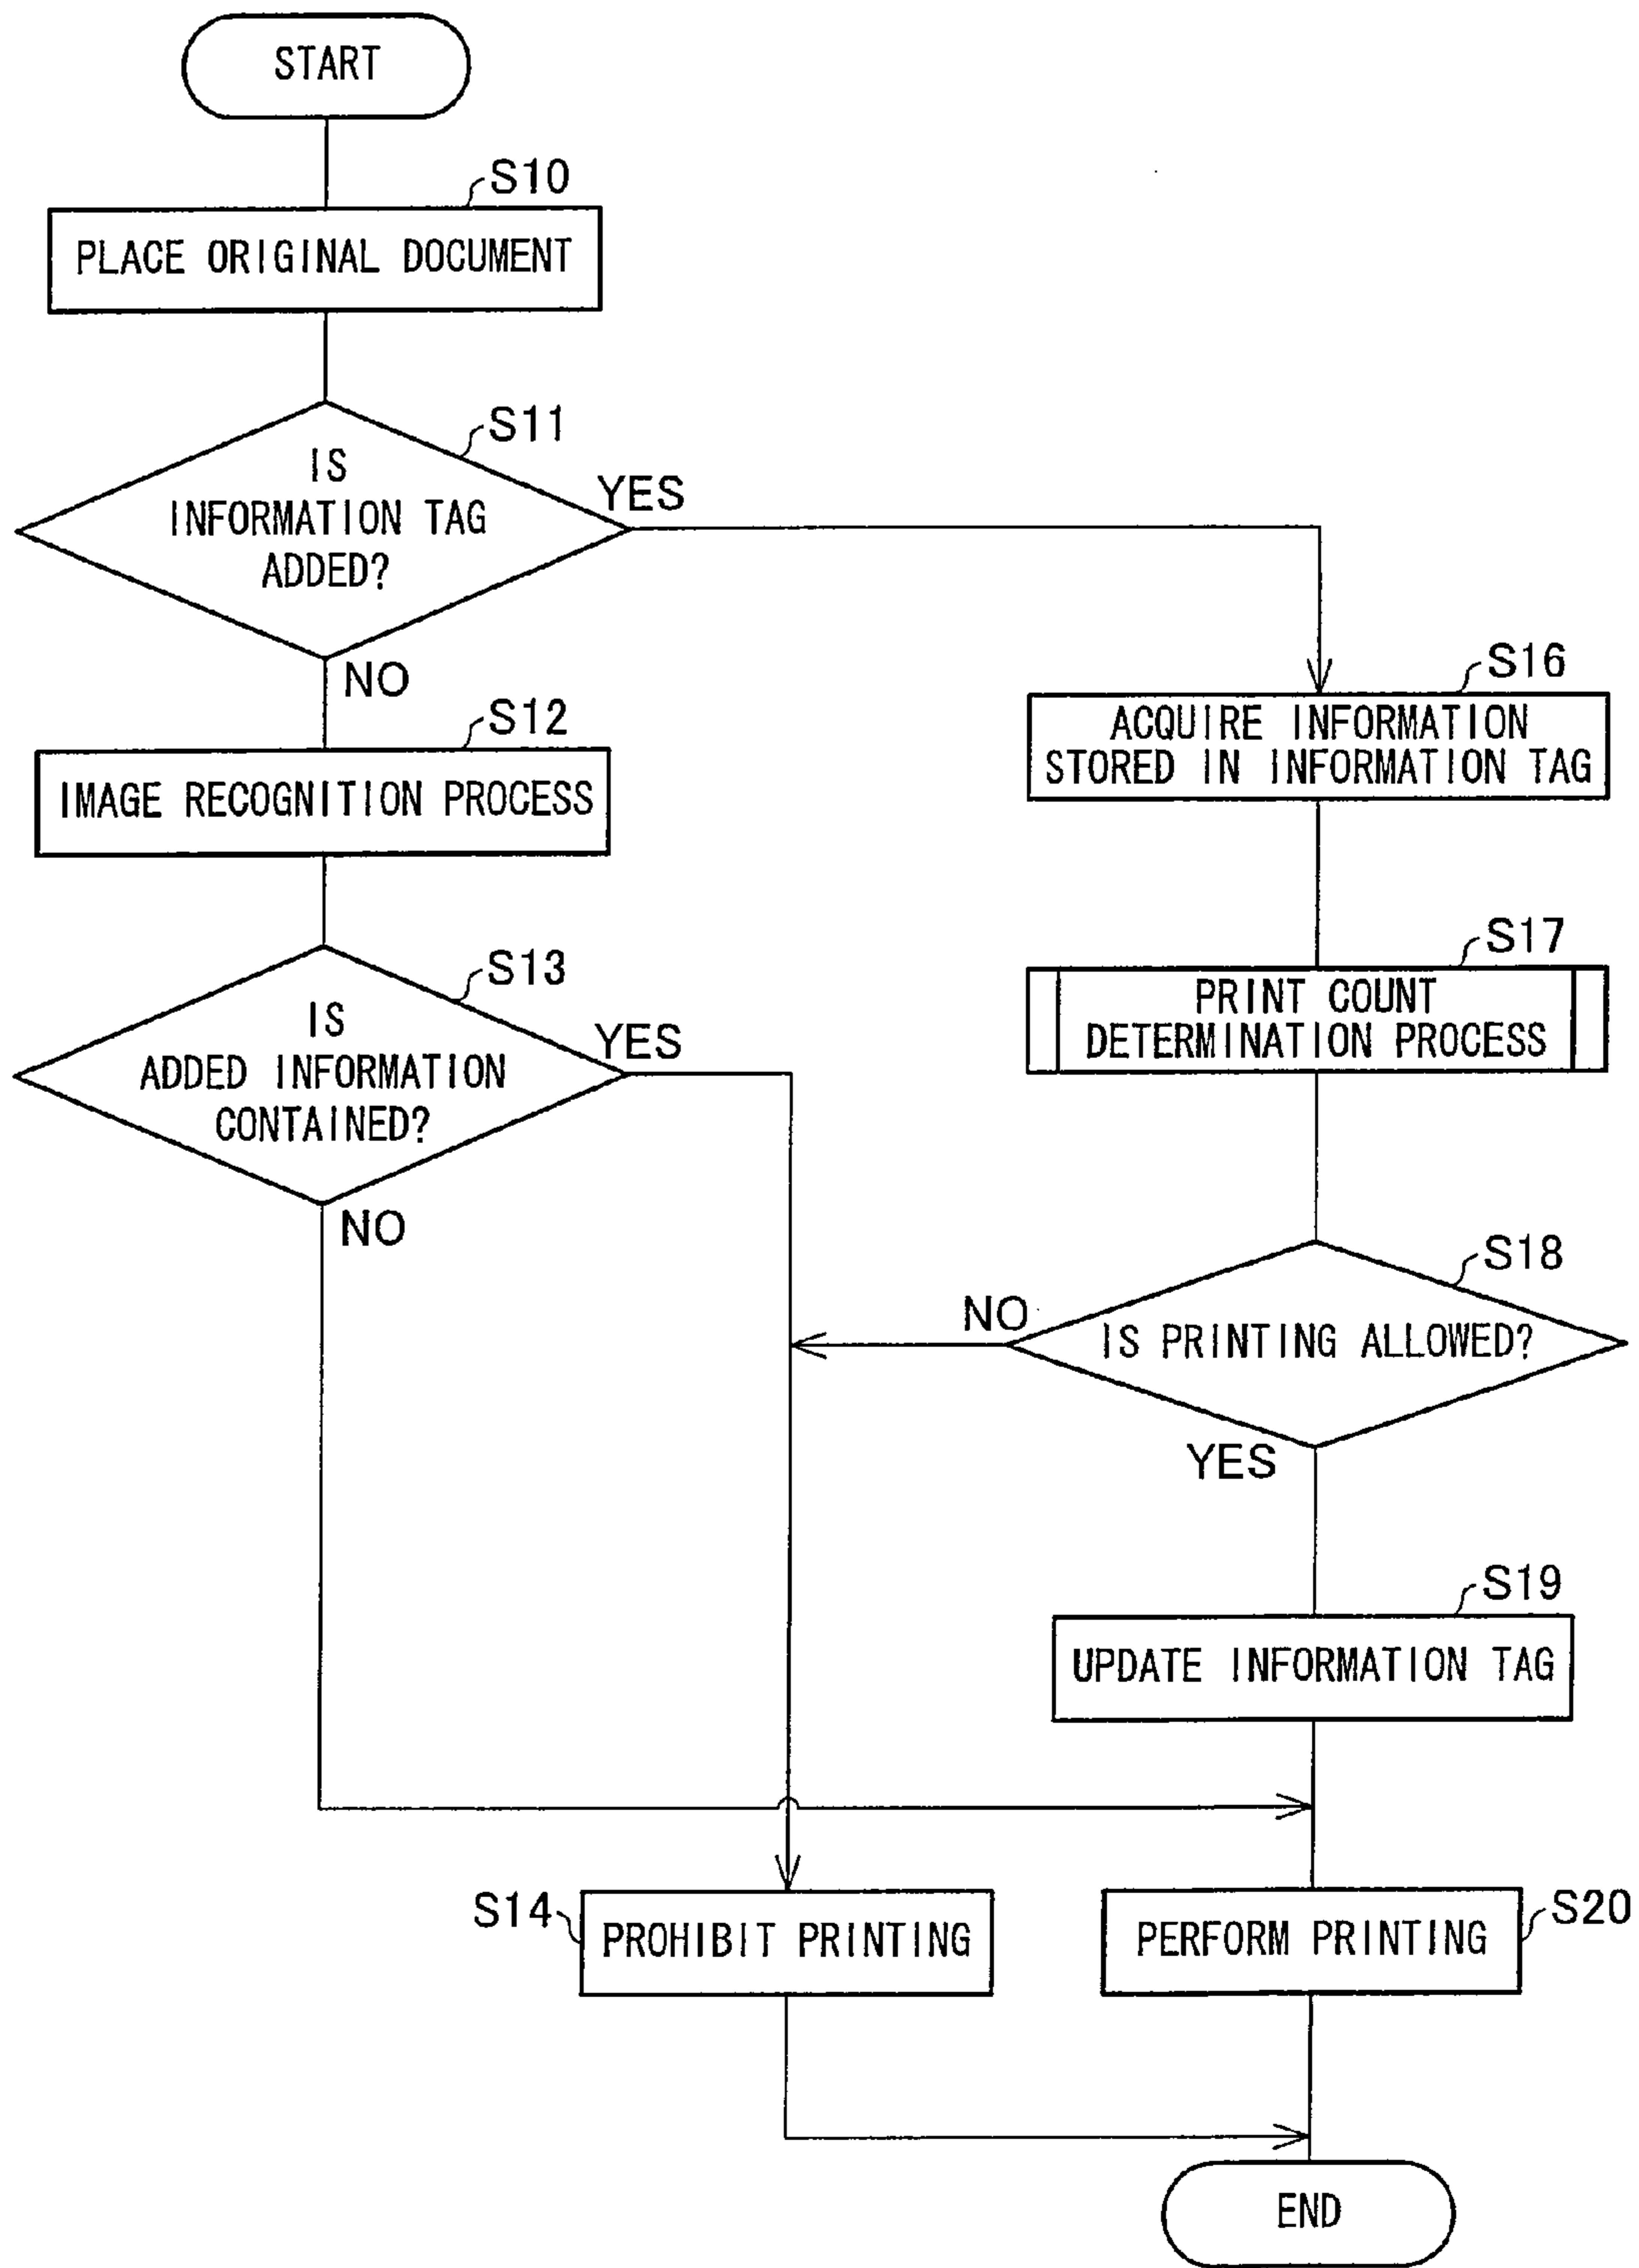 START
S10
PLACE ORIGINAL DOCUMENT
S11
IS
INFORMATION TAG
ADDED?
YES
NO
S12
IMAGE RECOGNITION PROCESS
S13
IS
ADDED INFORMATION
CONTAINED?
YES
NO
S16
ACQUIRE INFORMATION
STORED IN INFORMATION TAG
S17
PRINT COUNT
DETERMINATION PROCESS
S18
IS PRINTING ALLOWED?
NO
YES
S19
UPDATE INFORMATION TAG
S14
PROHIBIT PRINTING
S20
PERFORM PRINTING
END